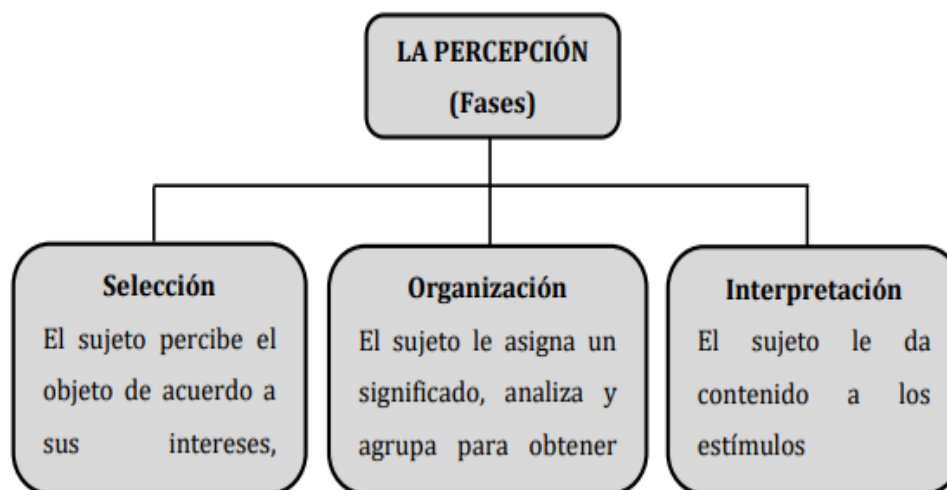 LA PERCEPCIÓN
(Fases)
Selección
El sujeto percibe el
objeto de acuerdo a
sus intereses,
Organización
El sujeto le asigna un
significado, analiza y
agrupa para obtener
Interpretación
El sujeto le da
contenido a los
estímulos